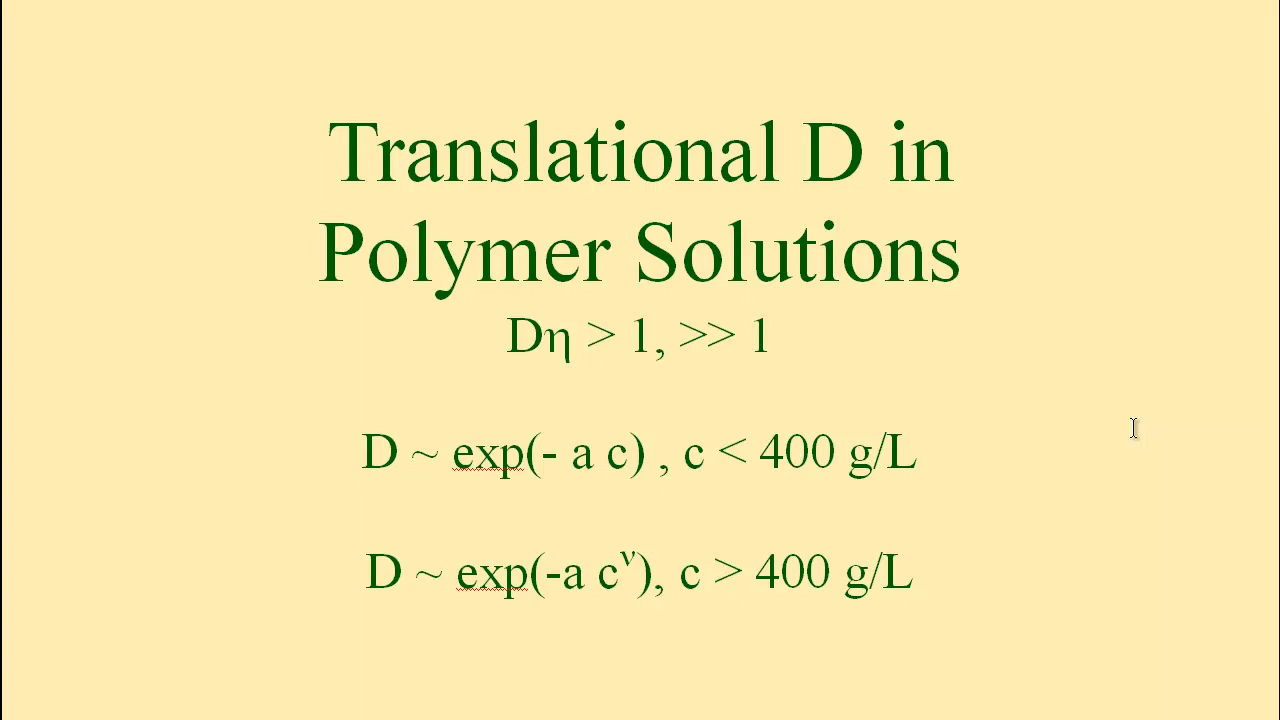 Translational D in
Polymer Solutions
Dη > 1, >> 1
D ~ exp(- a c) , c < 400 g/L
D ~ exp(-a cᵛ), c > 400 g/L